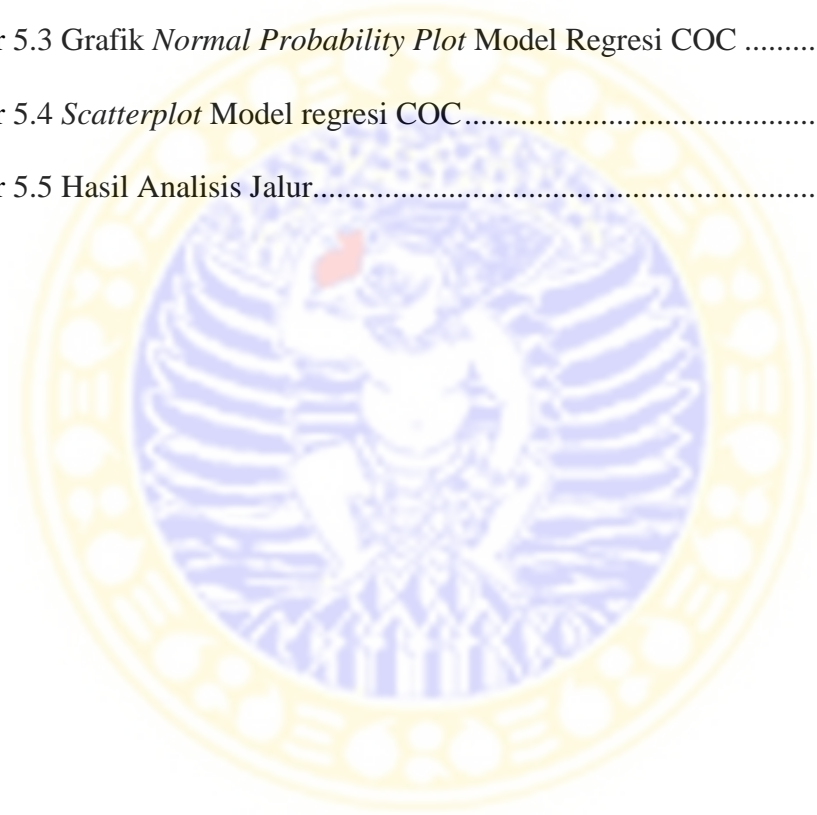 r 5.3 Grafik Normal Probability Plot Model Regresi COC .........
r 5.4 Scatterplot Model regresi COC............................................
r 5.5 Hasil Analisis Jalur...............................................................